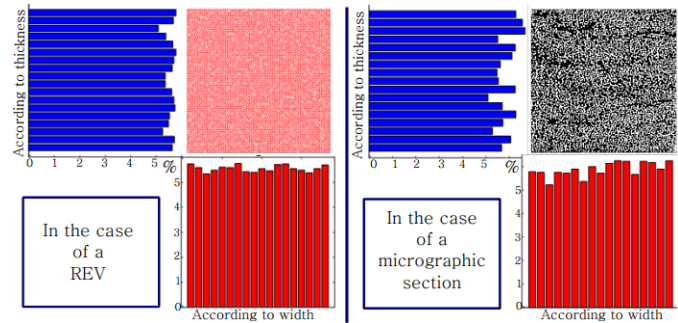 According to thickness
0 1 2 3 4 5 %
5
4
3
2
1
0
According to width
In the case
of a
REV
According to thickness
0 1 2 3 4 5 %
5
4
3
2
1
0
According to width
In the case
of a
micrographic
section